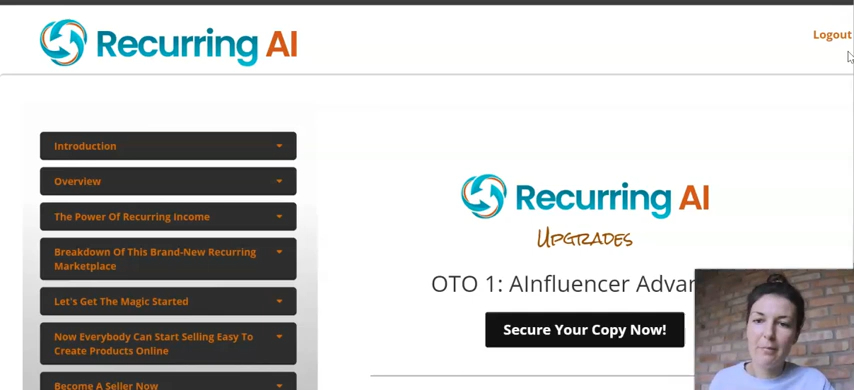 Recurring AI
Logout
Introduction
Overview
The Power Of Recurring Income
Breakdown Of This Brand-New Recurring
Marketplace
Let's Get The Magic Started
Now Everybody Can Start Selling Easy To
Create Products Online
Become A Seller Now
Recurring AI
UPGRADES
OTO 1: AInfluencer Advan
Secure Your Copy Now!